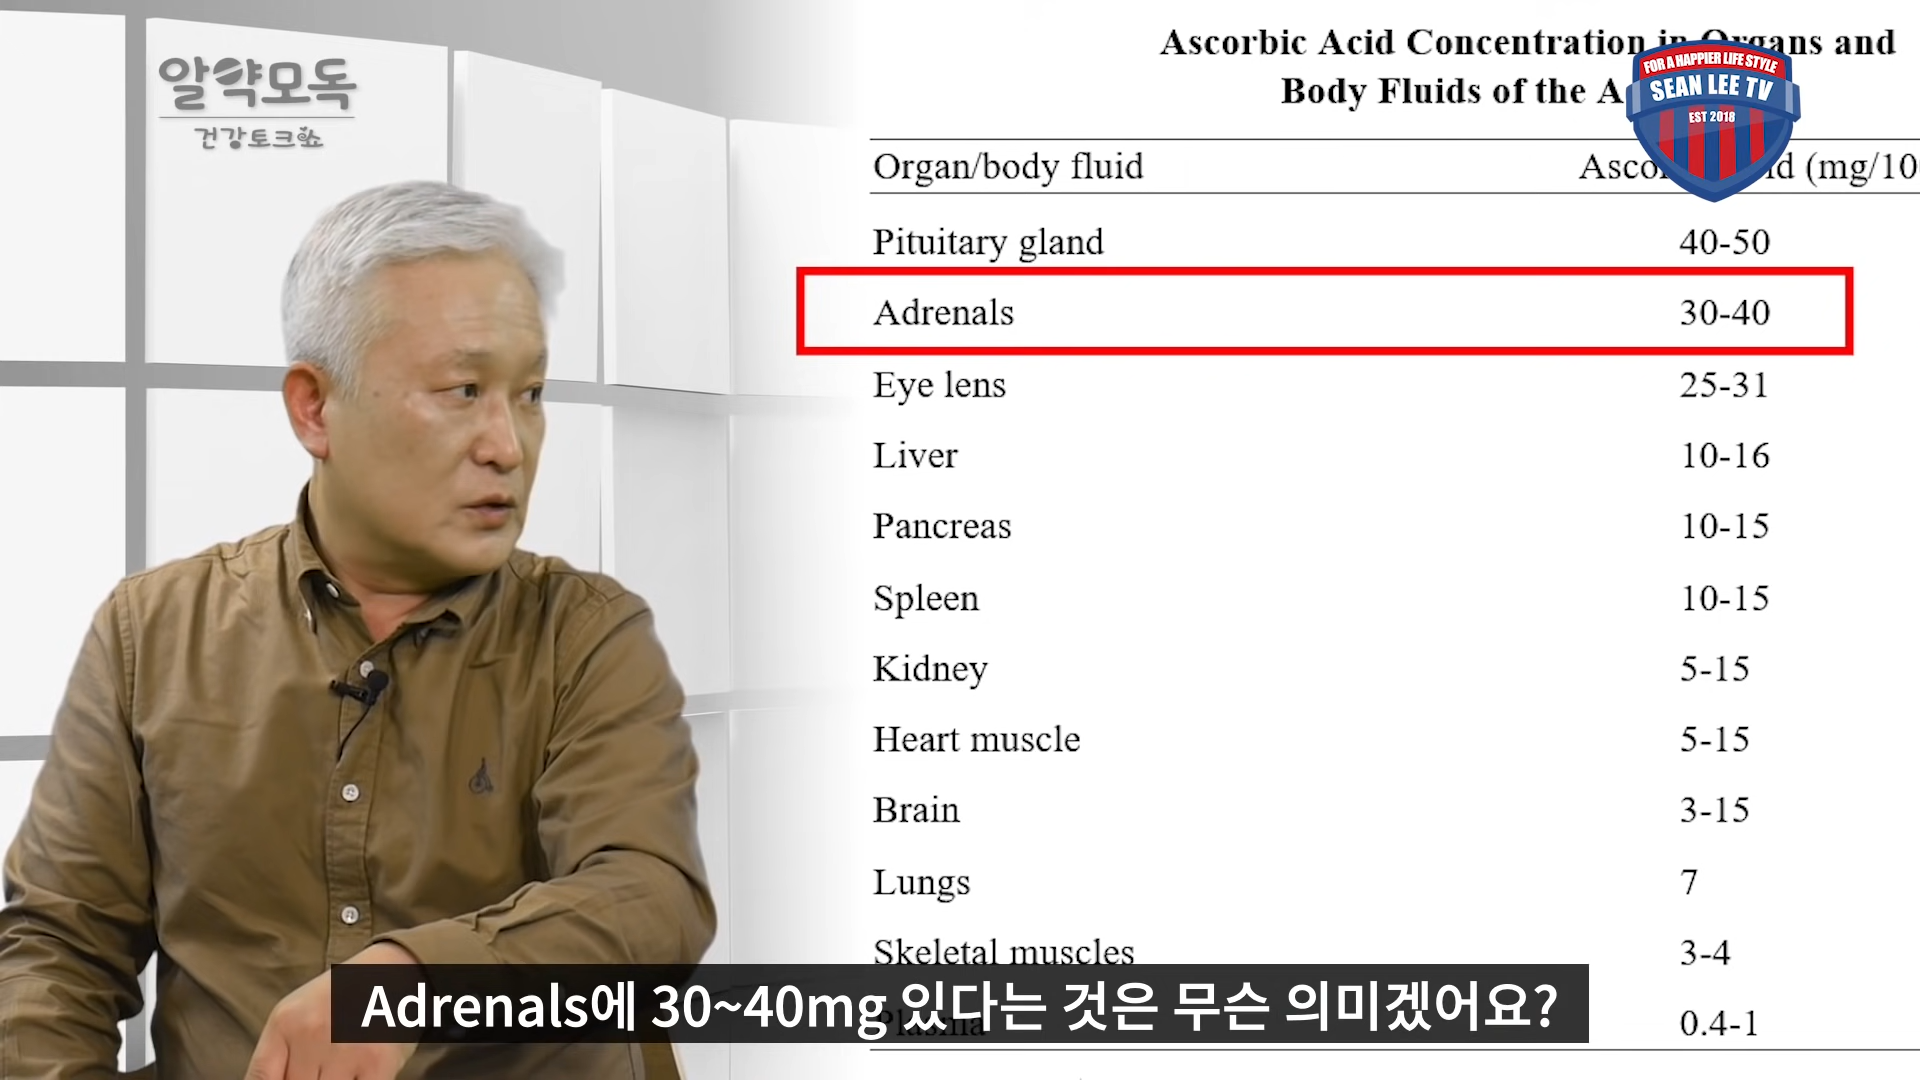 알약모독
건강토크쇼
Ascorbic Acid Concentration in Organs and
Body Fluids of the
FOR A HAPPIER LIFE STYLE
SEAN LEE TV
EST 2018
Organ/body fluid
Pituitary gland 40-50
Adrenals 30-40
Eye lens 25-31
Liver 10-16
Pancreas 10-15
Spleen 10-15
Kidney 5-15
Heart muscle 5-15
Brain 3-15
Lungs 7
Skeletal muscles 3-4
Plasma 0.4-1
Adrenals에 30~40mg 있다는 것은 무슨 의미겠어요?